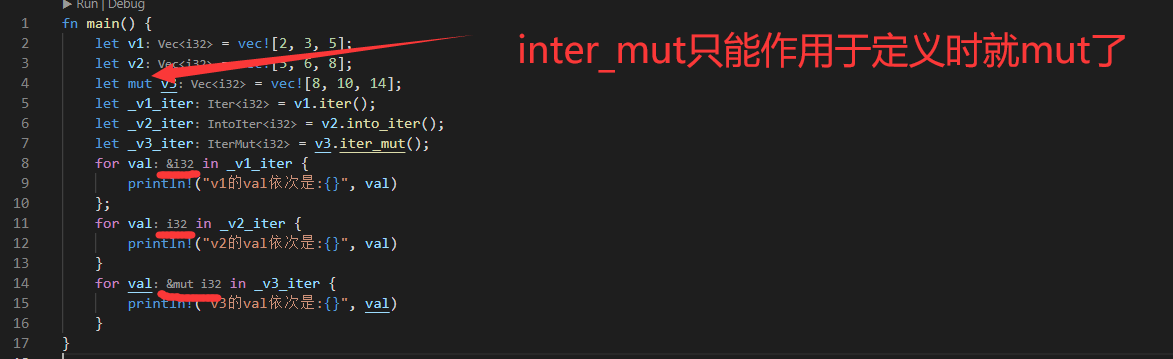 ▶ Run | Debug
1 fn main() {
2 let v1: Vec<i32> = vec![2, 3, 5];
3 let v2: Vec<i32> = vec![3, 6, 8];
4 let mut v3: Vec<i32> = vec![8, 10, 14];
5 let _v1_iter: Iter<i32> = v1.iter();
6 let _v2_iter: IntoIter<i32> = v2.into_iter();
7 let _v3_iter: IterMut<i32> = v3.iter_mut();
8 for val: &i32 in _v1_iter {
9 println!("v1的val依次是:{}", val)
10 };
11 for val: i32 in _v2_iter {
12 println!("v2的val依次是:{}", val)
13 }
14 for val: &mut i32 in _v3_iter {
15 println!("v3的val依次是:{}", val)
16 }
17 }
inter_mut只能作用于定义时就mut了